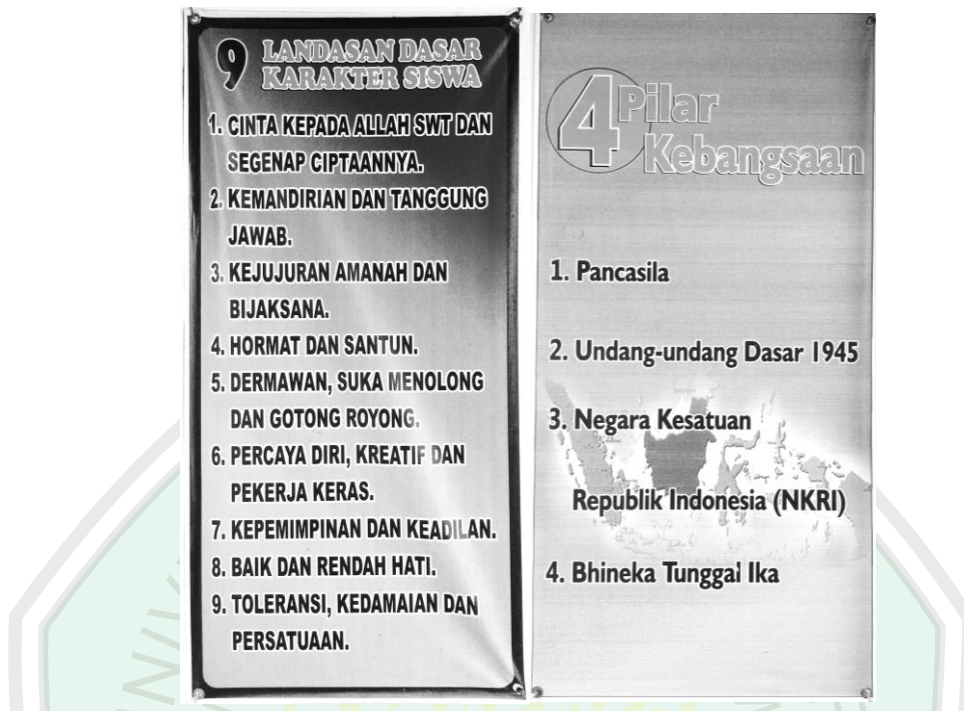 9 LANDASAN DASAR
KARAKTER SISWA
1. CINTA KEPADA ALLAH SWT DAN
SEGENAP CIPTAANNYA.
2. KEMANDIRIAN DAN TANGGUNG
JAWAB.
3. KEJUJURAN AMANAH DAN
BIJAKSANA.
4. HORMAT DAN SANTUN.
5. DERMAWAN, SUKA MENOLONG
DAN GOTONG ROYONG.
6. PERCAYA DIRI, KREATIF DAN
PEKERJA KERAS.
7. KEPEMIMPINAN DAN KEADILAN.
8. BAIK DAN RENDAH HATI.
9. TOLERANSI, KEDAMAIAN DAN
PERSATUAAN.
4 Pilar
Kebangsaan
1. Pancasila
2. Undang-undang Dasar 1945
3. Negara Kesatuan
Republik Indonesia (NKRI)
4. Bhineka Tunggal Ika